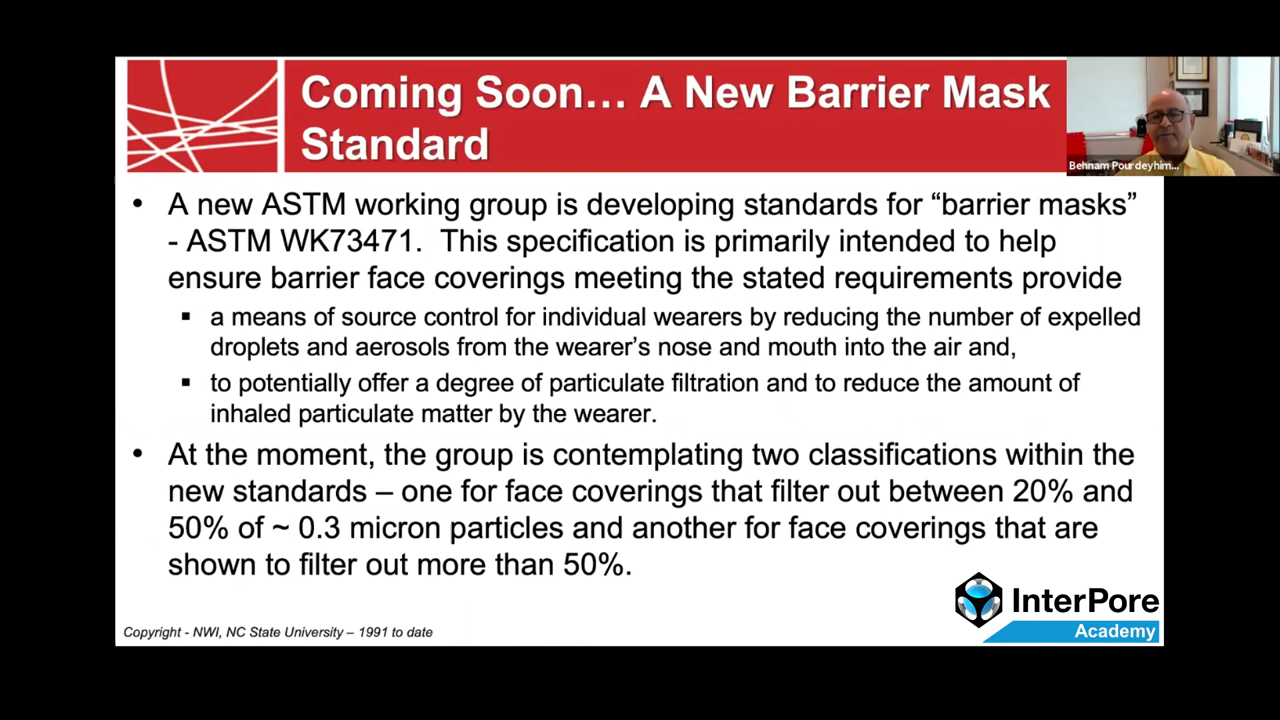 Coming Soon… A New Barrier Mask
Standard
Behnam Pourdeyhim...
• A new ASTM working group is developing standards for “barrier masks”
- ASTM WK73471. This specification is primarily intended to help
ensure barrier face coverings meeting the stated requirements provide
▪ a means of source control for individual wearers by reducing the number of expelled
droplets and aerosols from the wearer’s nose and mouth into the air and,
▪ to potentially offer a degree of particulate filtration and to reduce the amount of
inhaled particulate matter by the wearer.
• At the moment, the group is contemplating two classifications within the
new standards – one for face coverings that filter out between 20% and
50% of ~ 0.3 micron particles and another for face coverings that are
shown to filter out more than 50%.
InterPore
Academy
Copyright - NWI, NC State University – 1991 to date